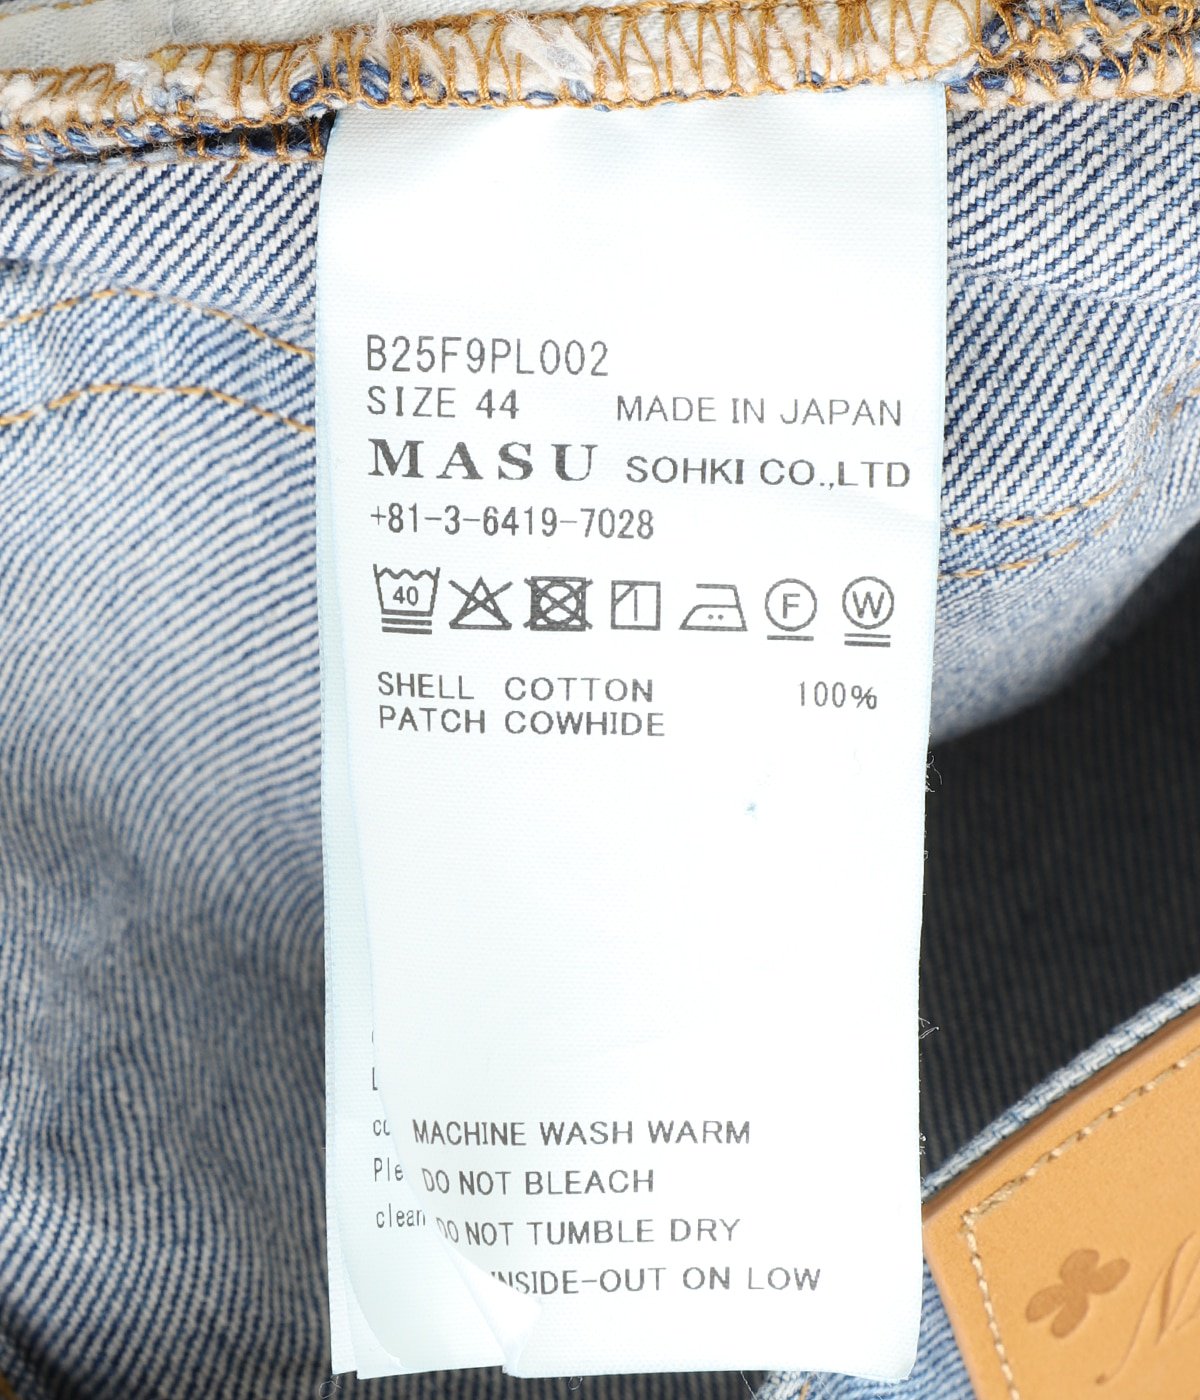 B25F9PL002
SIZE 44 MADE IN JAPAN
MASU SOHKI CO.,LTD
+81-3-6419-7028
40 F W
SHELL COTTON 100%
PATCH COWHIDE
MACHINE WASH WARM
DO NOT BLEACH
DO NOT TUMBLE DRY
INSIDE-OUT ON LOW
clean